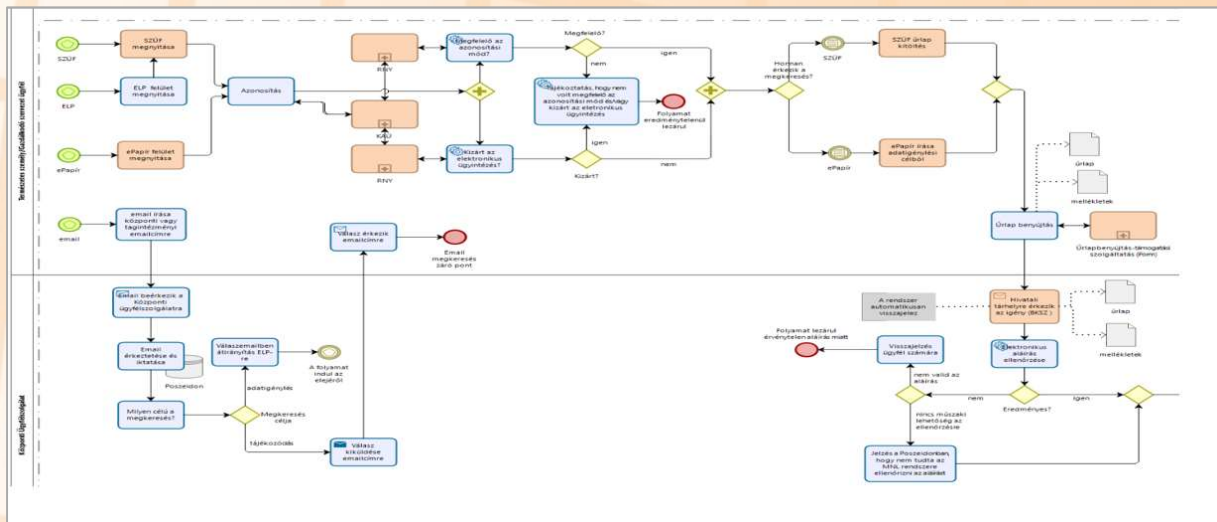 Természetes személy/Gazdálkodó szervezet ügyfél
SZÜF
SZÜF
megnyitása
ELP
ELP felület
megnyitása
ePapír
ePapír felület
megnyitása
Azonosítás
RNY
KAÜ
RNY
Megfelelő az
azonosítási
mód?
Kizárt az
elektronikus
ügyintézés?
Megfelelő?
igen
nem
Tájékoztatás, hogy nem
volt megfelelő az
azonosítási mód és/vagy
kizárt az eletronikus
ügyintézés
Folyamat
eredménytelenül
lezárul
igen
Kizárt?
nem
Honnan
érkezik a
megkeresés?
SZÜF
SZÜF űrlap
kitöltés
ePapír
ePapír írása
adatigénylési
célból
űrlap
mellékletek
Űrlap benyújtás
Űrlapbenyújtás-támogatási
szolgáltatás (iForm)
email
email írása
központi vagy
tagintézményi
emailcímre
Válasz érkezik
emailcímre
Email
megkeresés
záró pont
Központi Ügyfélszolgálat
Email beérkezik a
Központi
ügyfélszolgálatra
Email
érkeztetése és
iktatása
Poszeidon
Milyen célú a
megkeresés?
Válaszemailben
átirányítás ELP-
re
A folyamat
indul az
elejéről
adatigénylés
Megkeresés
célja
tájékozódás
Válasz
kiküldése
emailcímre
A rendszer
automatikusan
visszajelez
Hivatali
tárhelyre érkezik
az igény (BKSZ )
űrlap
mellékletek
Folyamat lezárul
érvénytelen aláírás miatt
Visszajelzés
ügyfél számára
Elektronikus
aláírás
ellenőrzése
nem valid az
aláírás
nem
Eredményes?
igen
nincs műszaki
lehetőség az
ellenőrzésre
Jelzés a Poszeidonban,
hogy nem tudta az
MNL rendszere
ellenőrizni az aláírást